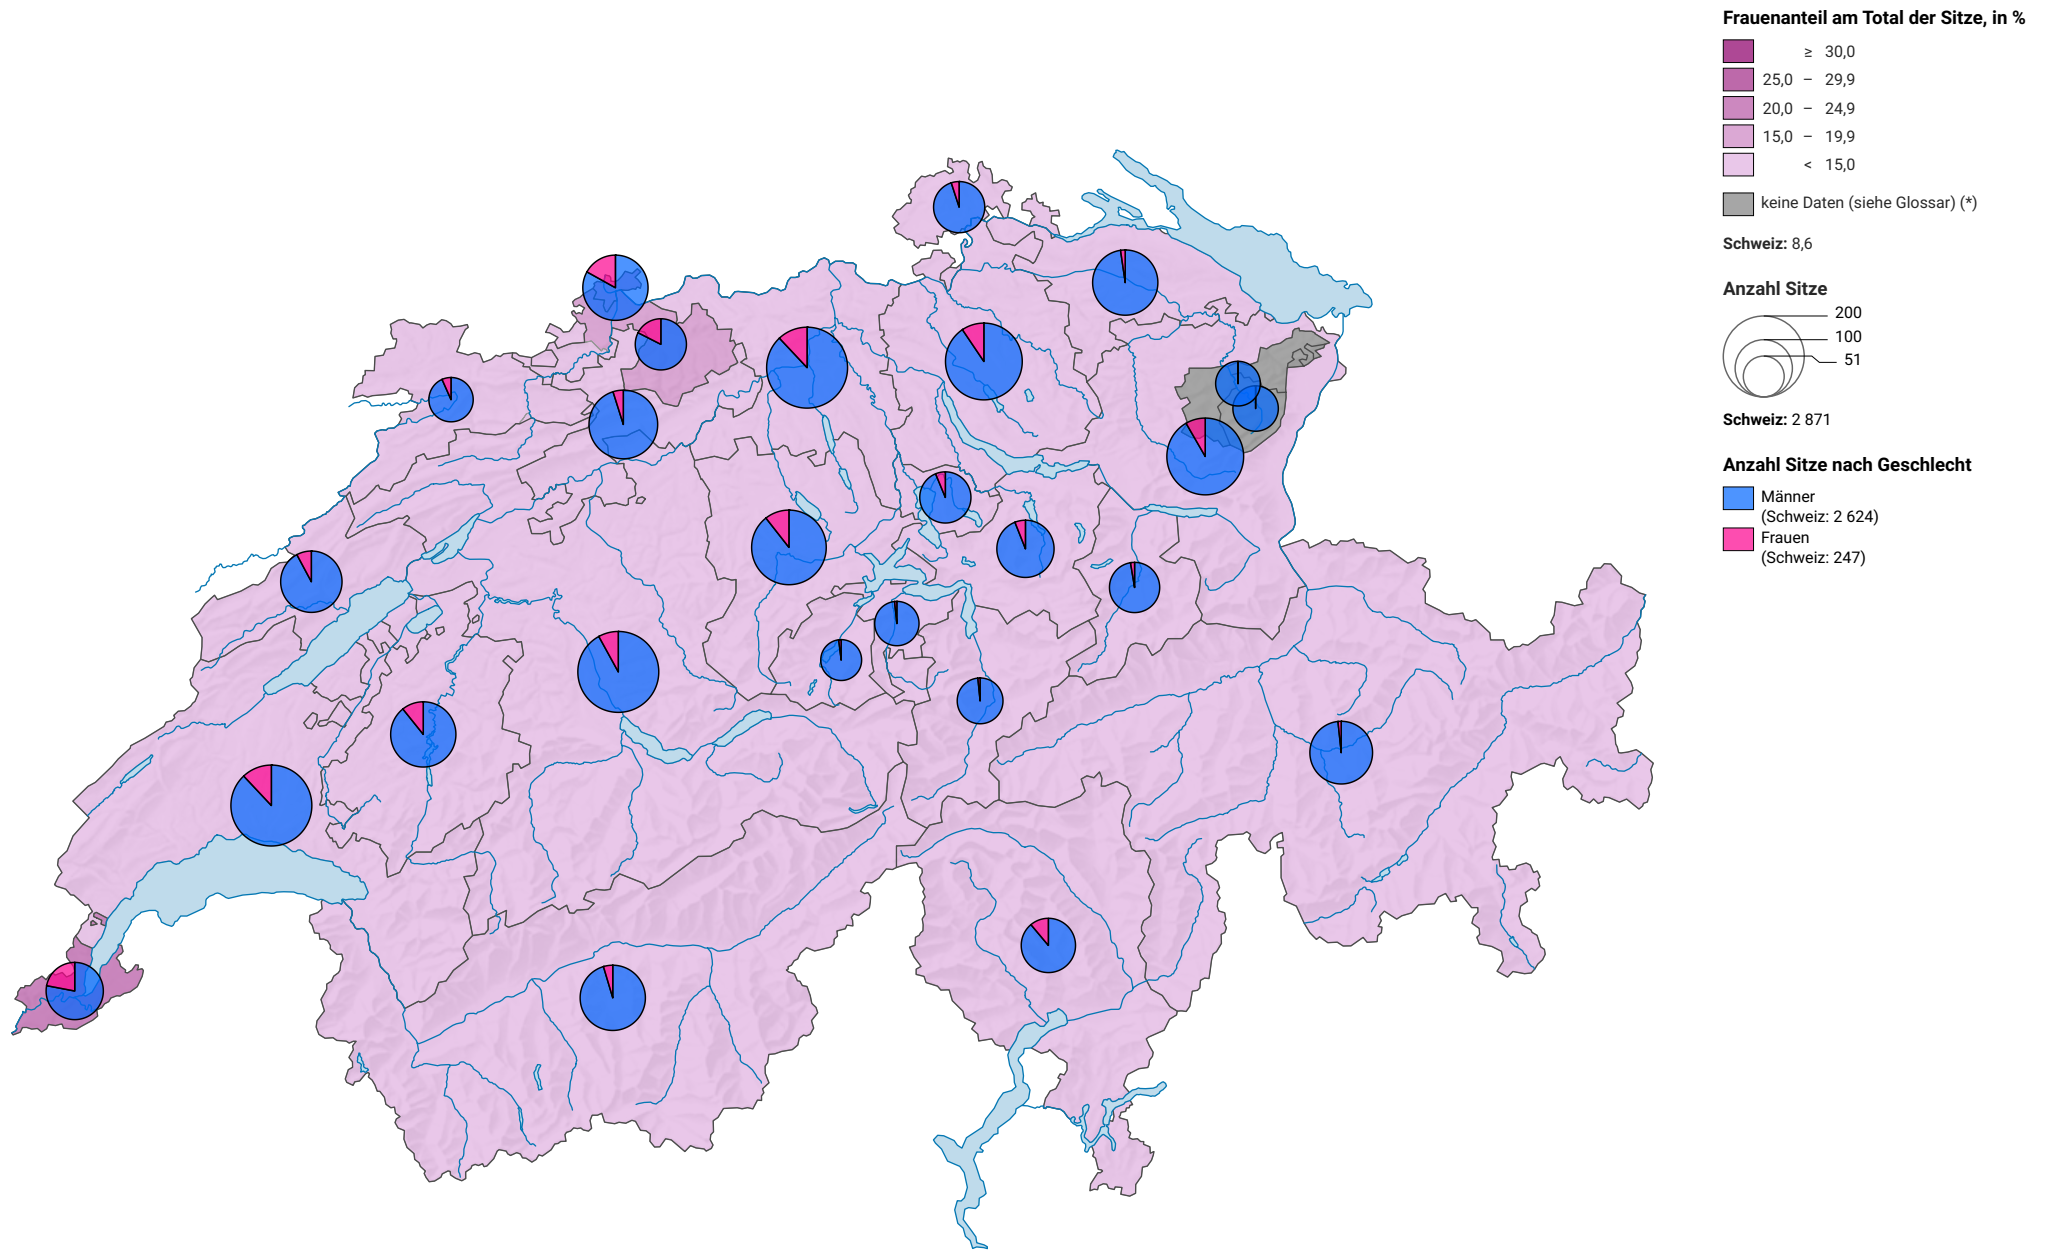 Frauenanteil am Total der Sitze, in %
≥ 30,0
25,0 – 29,9
20,0 – 24,9
15,0 – 19,9
< 15,0
keine Daten (siehe Glossar) (*)
Schweiz: 8,6
Anzahl Sitze
200
100
51
Schweiz: 2 871
Anzahl Sitze nach Geschlecht
Männer
(Schweiz: 2 624)
Frauen
(Schweiz: 247)